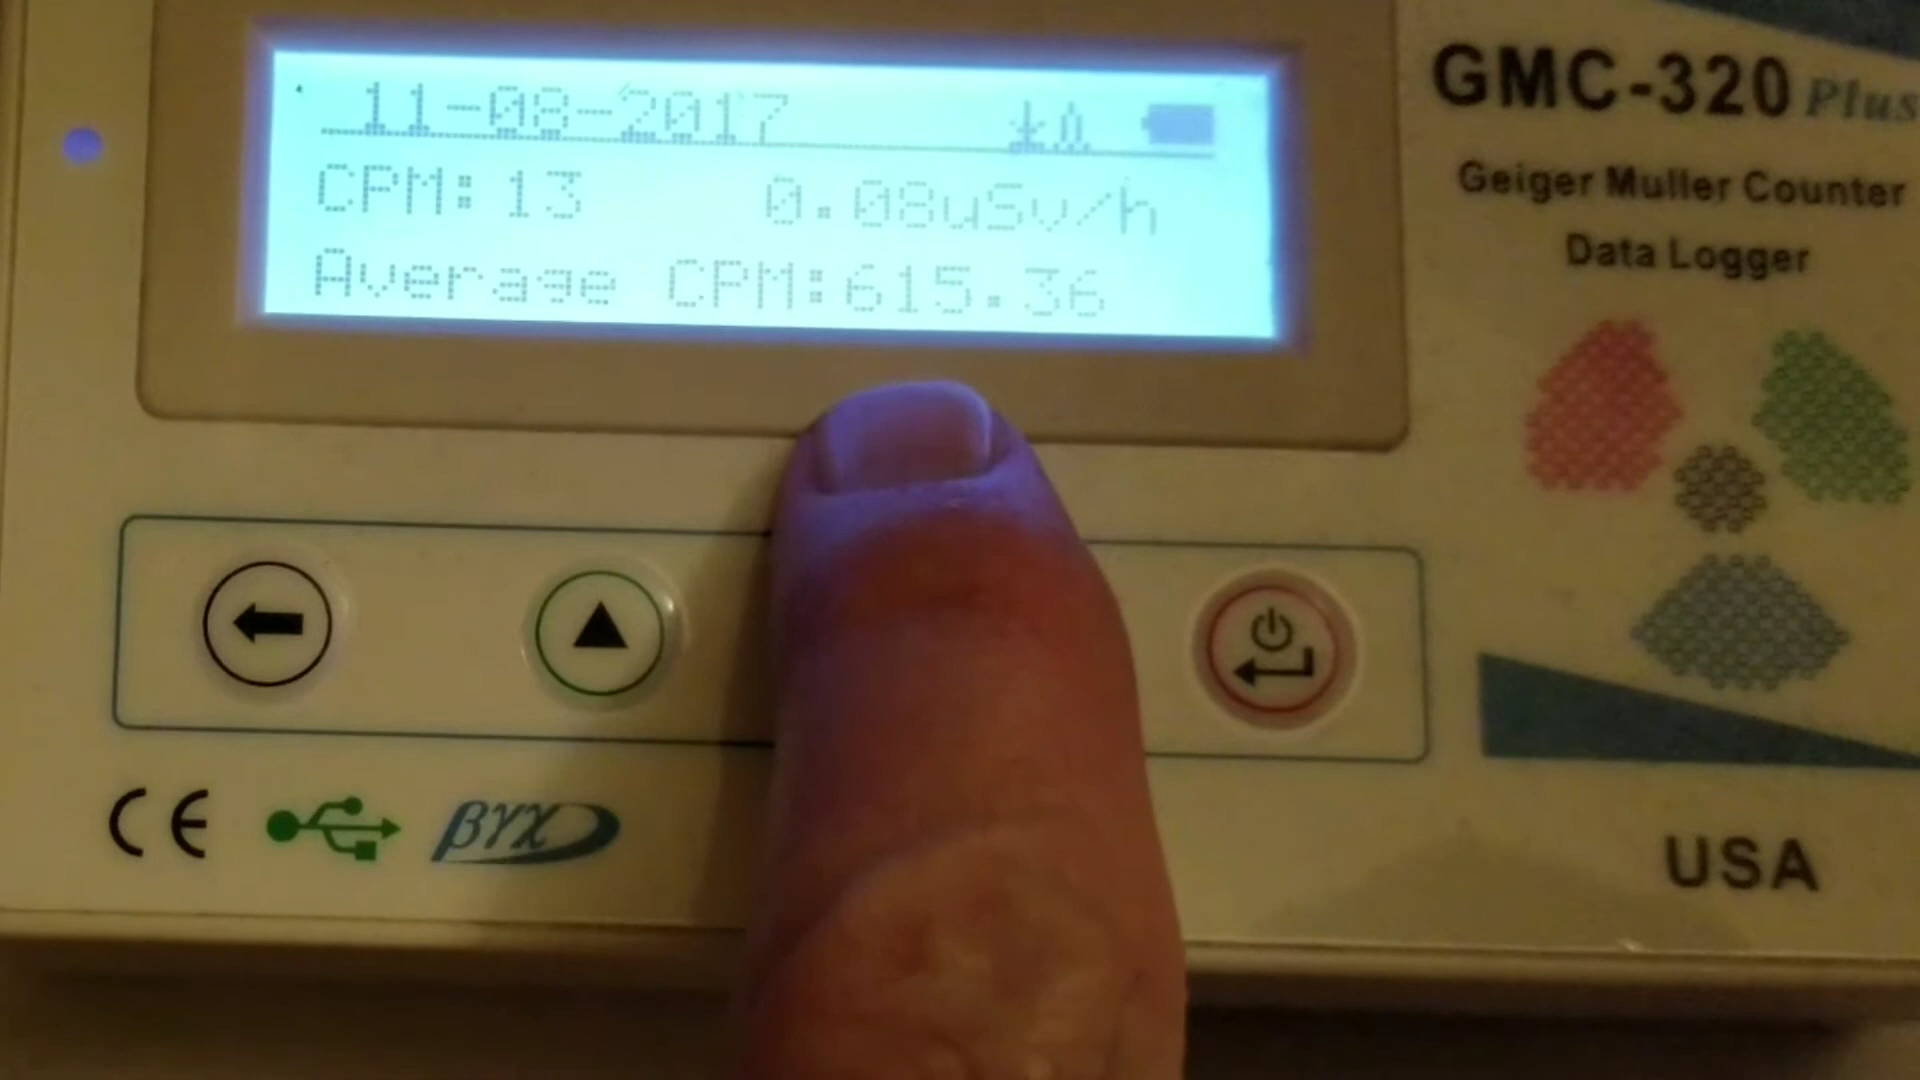 11-08-2017
CPM:13 0.08uSv/h
Average CPM:615.36
GMC-320 Plus
Geiger Muller Counter
Data Logger
CE
βγχ
USA